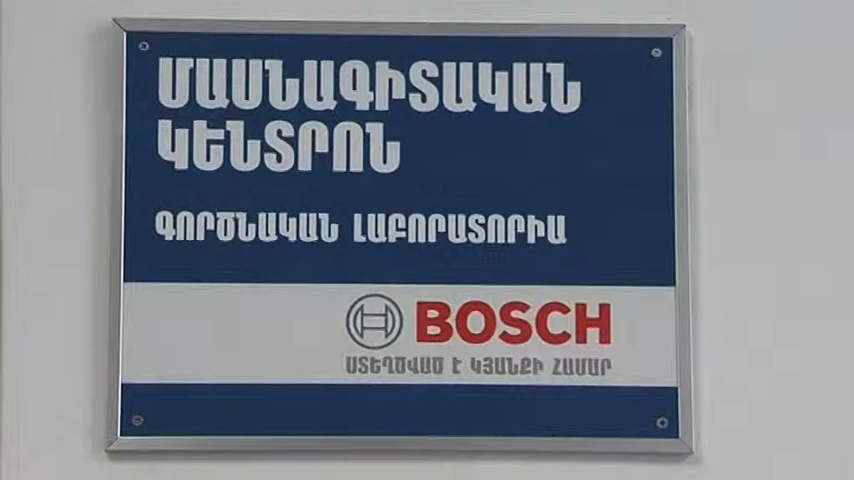 ՄԱՍՆԱԳԻՏԱԿԱՆ
ԿԵՆՏՐՈՆ
ԳՈՐԾՆԱԿԱՆ ԼԱԲՈՐԱՏՈՐԻԱ
BOSCH
ՍՏԵՂԾՎԱԾ Է ԿՅԱՆՔԻ ՀԱՄԱՐ